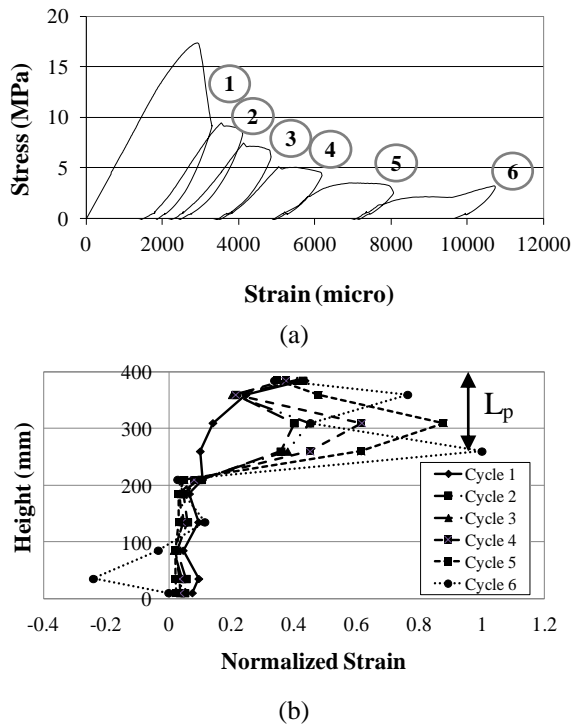 20
15
10
5
0
Stress (MPa)
1
2
3
4
5
6
0 2000 4000 6000 8000 10000 12000
Strain (micro)
(a)
400
300
200
100
0
Height (mm)
Lp
Cycle 1
Cycle 2
Cycle 3
Cycle 4
Cycle 5
Cycle 6
-0.4 -0.2 0 0.2 0.4 0.6 0.8 1 1.2
Normalized Strain
(b)